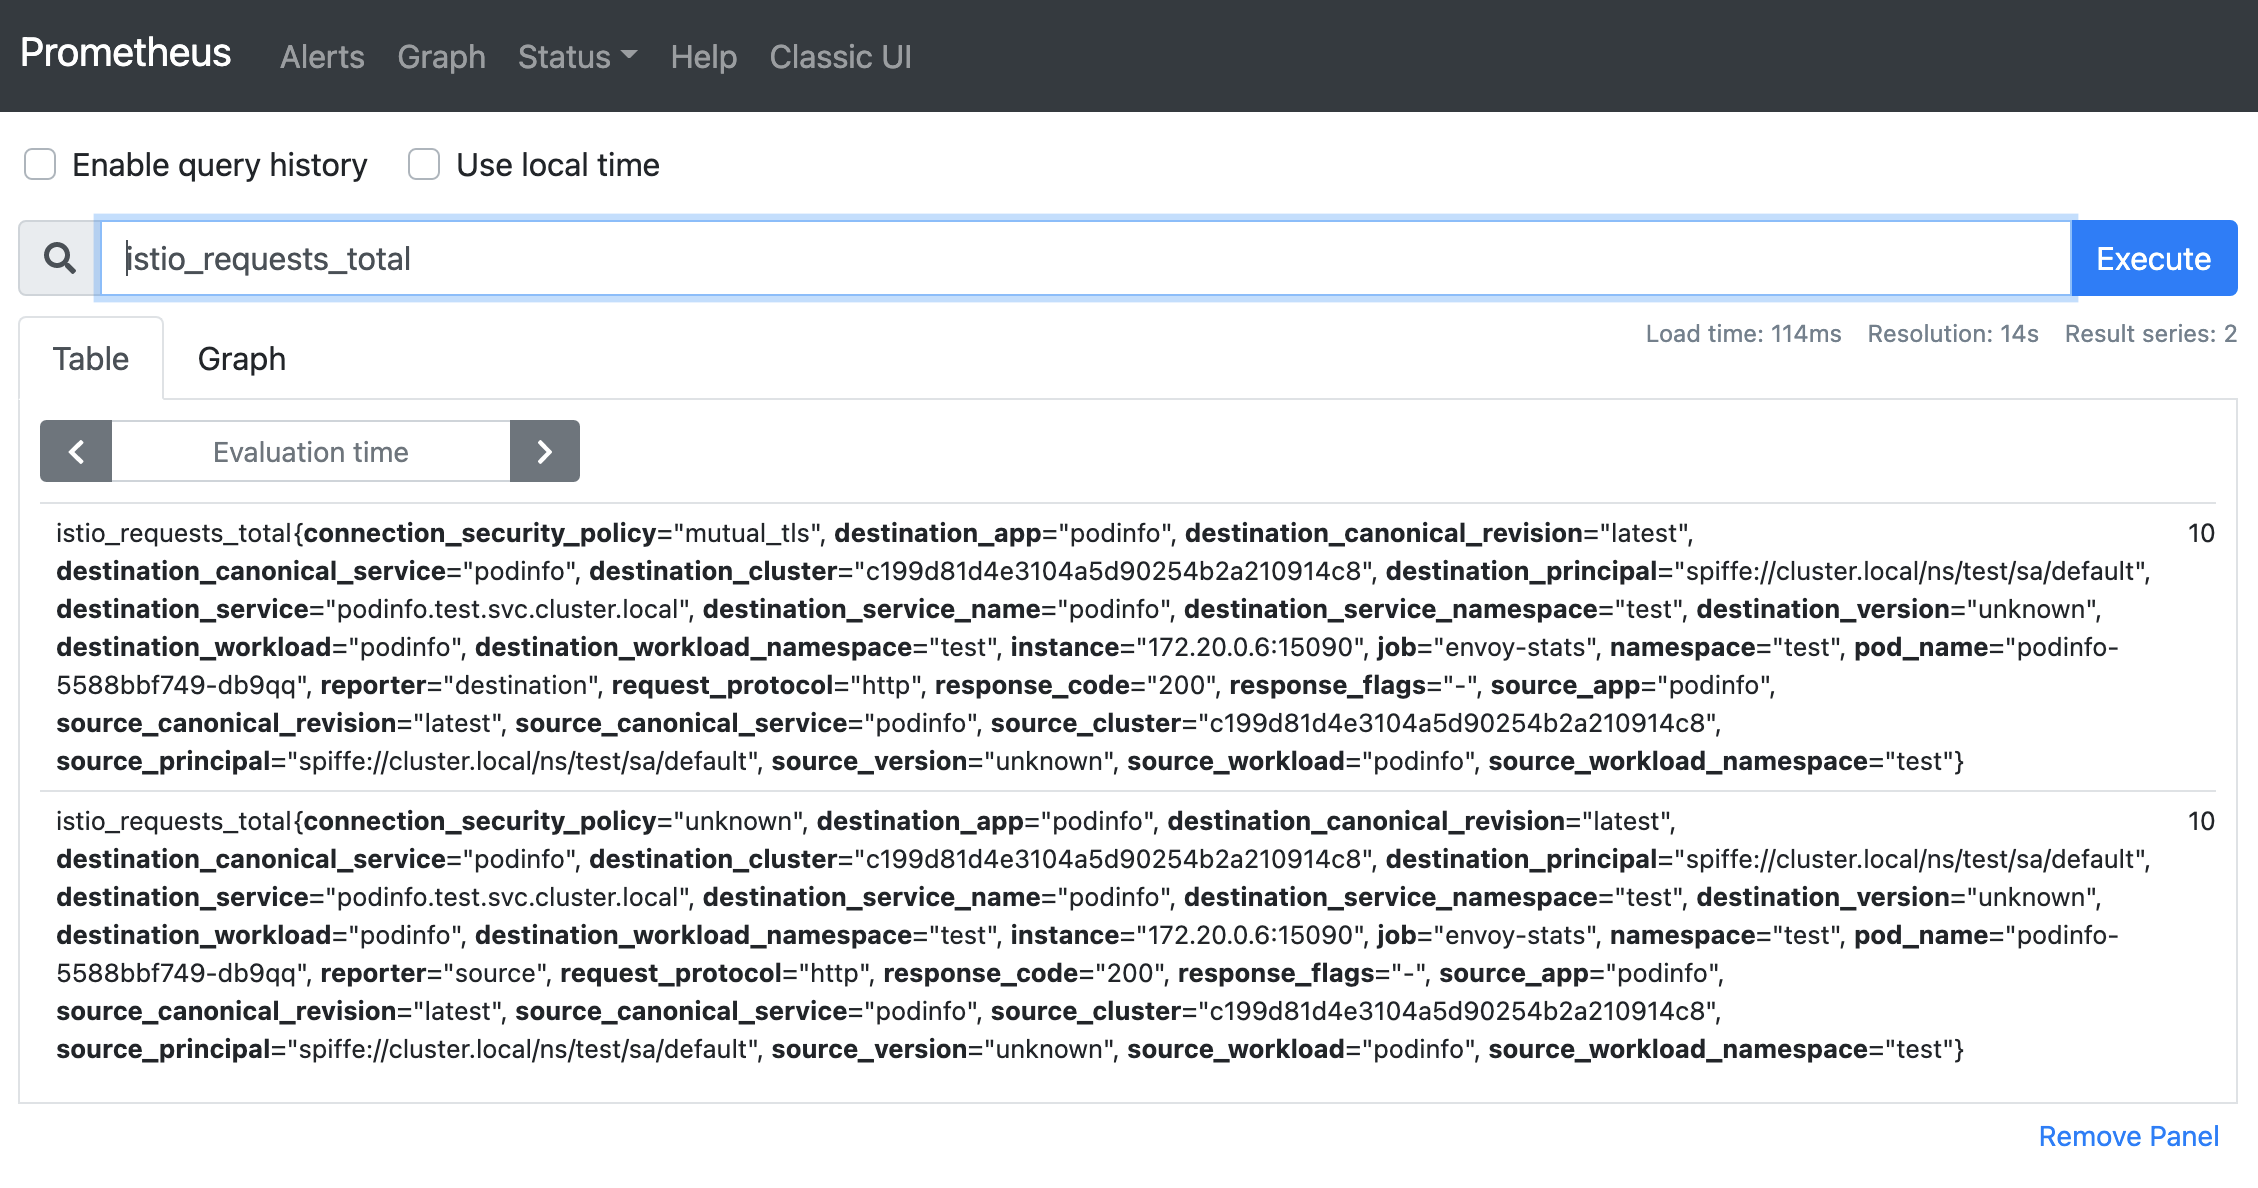 Prometheus Alerts Graph Status Help Classic UI
Enable query history Use local time
istio_requests_total Execute
Table Graph Load time: 114ms Resolution: 14s Result series: 2
Evaluation time
istio_requests_total{connection_security_policy="mutual_tls", destination_app="podinfo", destination_canonical_revision="latest", 10
destination_canonical_service="podinfo", destination_cluster="c199d81d4e3104a5d90254b2a210914c8", destination_principal="spiffe://cluster.local/ns/test/sa/default",
destination_service="podinfo.test.svc.cluster.local", destination_service_name="podinfo", destination_service_namespace="test", destination_version="unknown",
destination_workload="podinfo", destination_workload_namespace="test", instance="172.20.0.6:15090", job="envoy-stats", namespace="test", pod_name="podinfo-
5588bbf749-db9qq", reporter="destination", request_protocol="http", response_code="200", response_flags="-", source_app="podinfo",
source_canonical_revision="latest", source_canonical_service="podinfo", source_cluster="c199d81d4e3104a5d90254b2a210914c8",
source_principal="spiffe://cluster.local/ns/test/sa/default", source_version="unknown", source_workload="podinfo", source_workload_namespace="test"}
istio_requests_total{connection_security_policy="unknown", destination_app="podinfo", destination_canonical_revision="latest", 10
destination_canonical_service="podinfo", destination_cluster="c199d81d4e3104a5d90254b2a210914c8", destination_principal="spiffe://cluster.local/ns/test/sa/default",
destination_service="podinfo.test.svc.cluster.local", destination_service_name="podinfo", destination_service_namespace="test", destination_version="unknown",
destination_workload="podinfo", destination_workload_namespace="test", instance="172.20.0.6:15090", job="envoy-stats", namespace="test", pod_name="podinfo-
5588bbf749-db9qq", reporter="source", request_protocol="http", response_code="200", response_flags="-", source_app="podinfo",
source_canonical_revision="latest", source_canonical_service="podinfo", source_cluster="c199d81d4e3104a5d90254b2a210914c8",
source_principal="spiffe://cluster.local/ns/test/sa/default", source_version="unknown", source_workload="podinfo", source_workload_namespace="test"}
Remove Panel